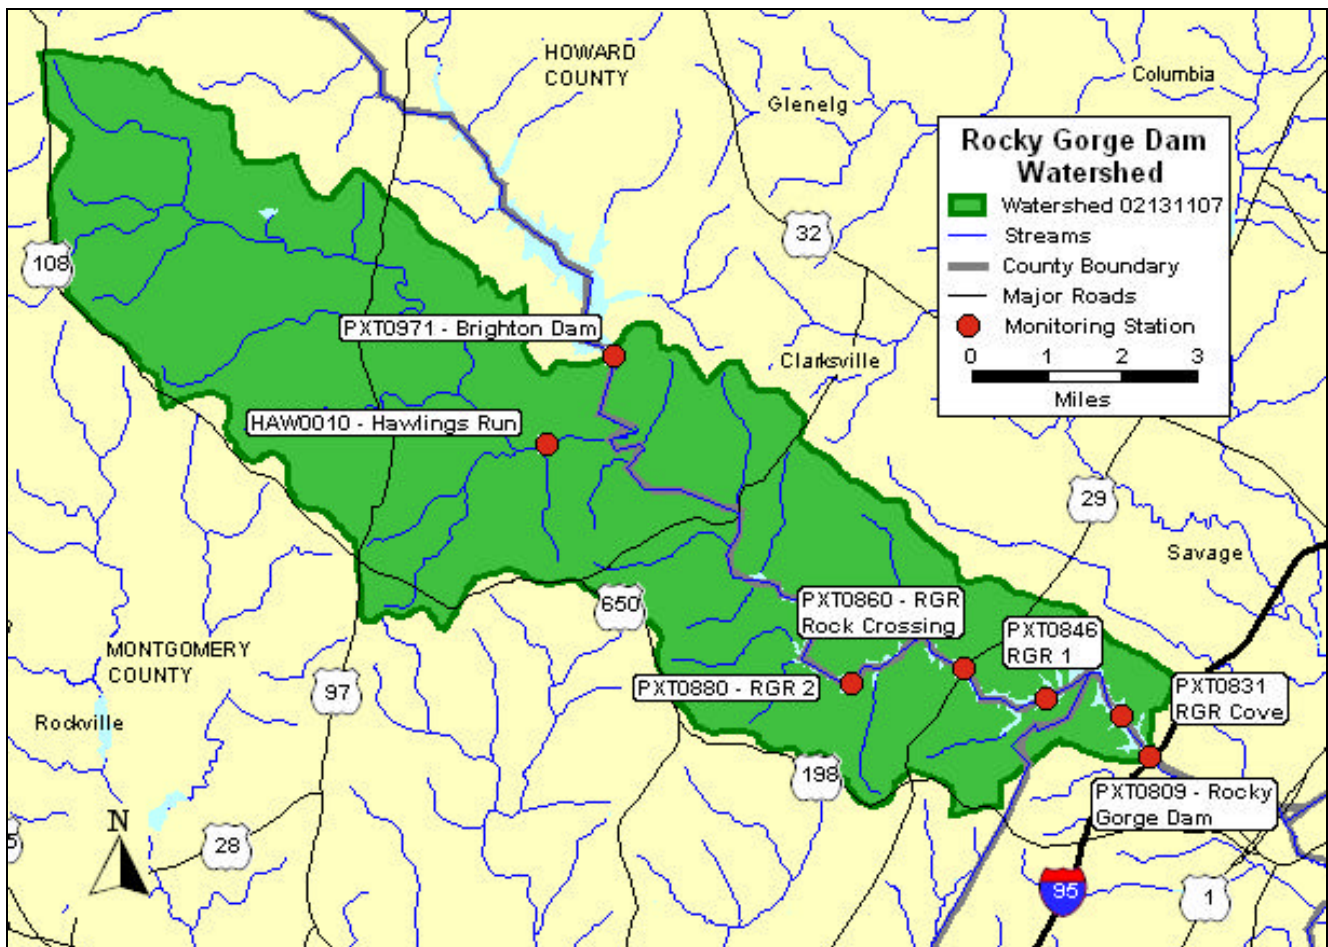 HOWARD
COUNTY
Columbia
Glenelg
Rocky Gorge Dam
Watershed
Watershed 02131107
Streams
County Boundary
Major Roads
Monitoring Station
0 1 2 3
Miles
32
108
PXT0971 - Brighton Dam
Clarksville
HAW0010 - Hawlings Run
29
Savage
650
PXT0860 - RGR
Rock Crossing
PXT0846
RGR 1
MONTGOMERY
COUNTY
97
PXT0880 - RGR 2
PXT0831
RGR Cove
Rockville
198
PXT0809 - Rocky
Gorge Dam
N
28
5
95
1